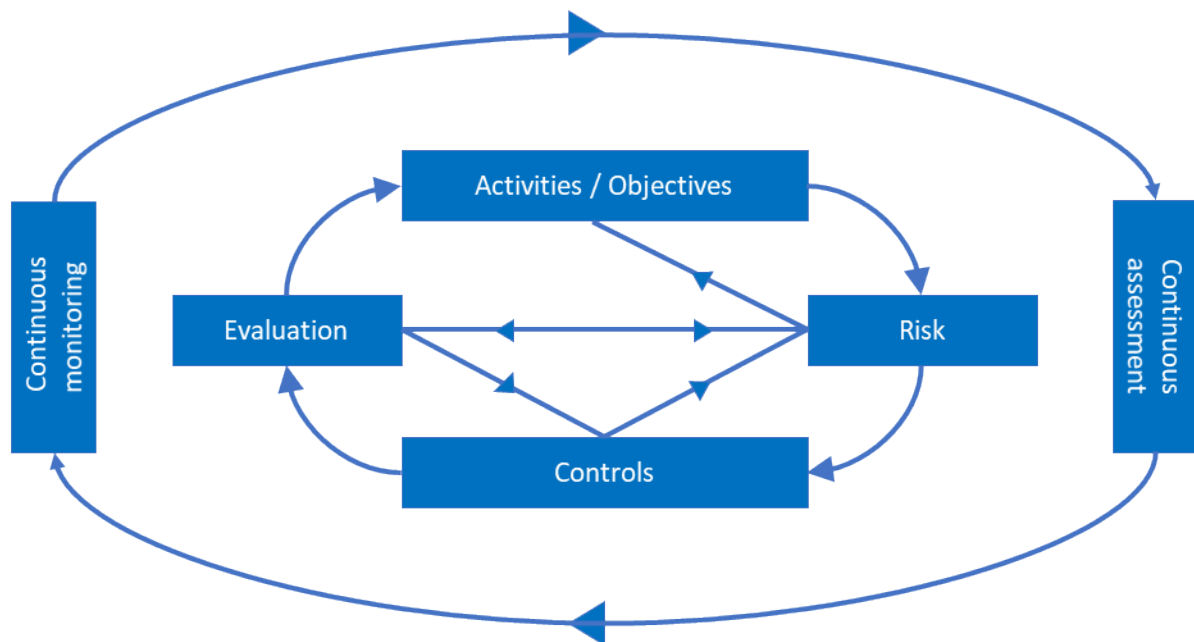 Activities / Objectives
Continuous
monitoring
Evaluation
Risk
Continuous
assessment
Controls